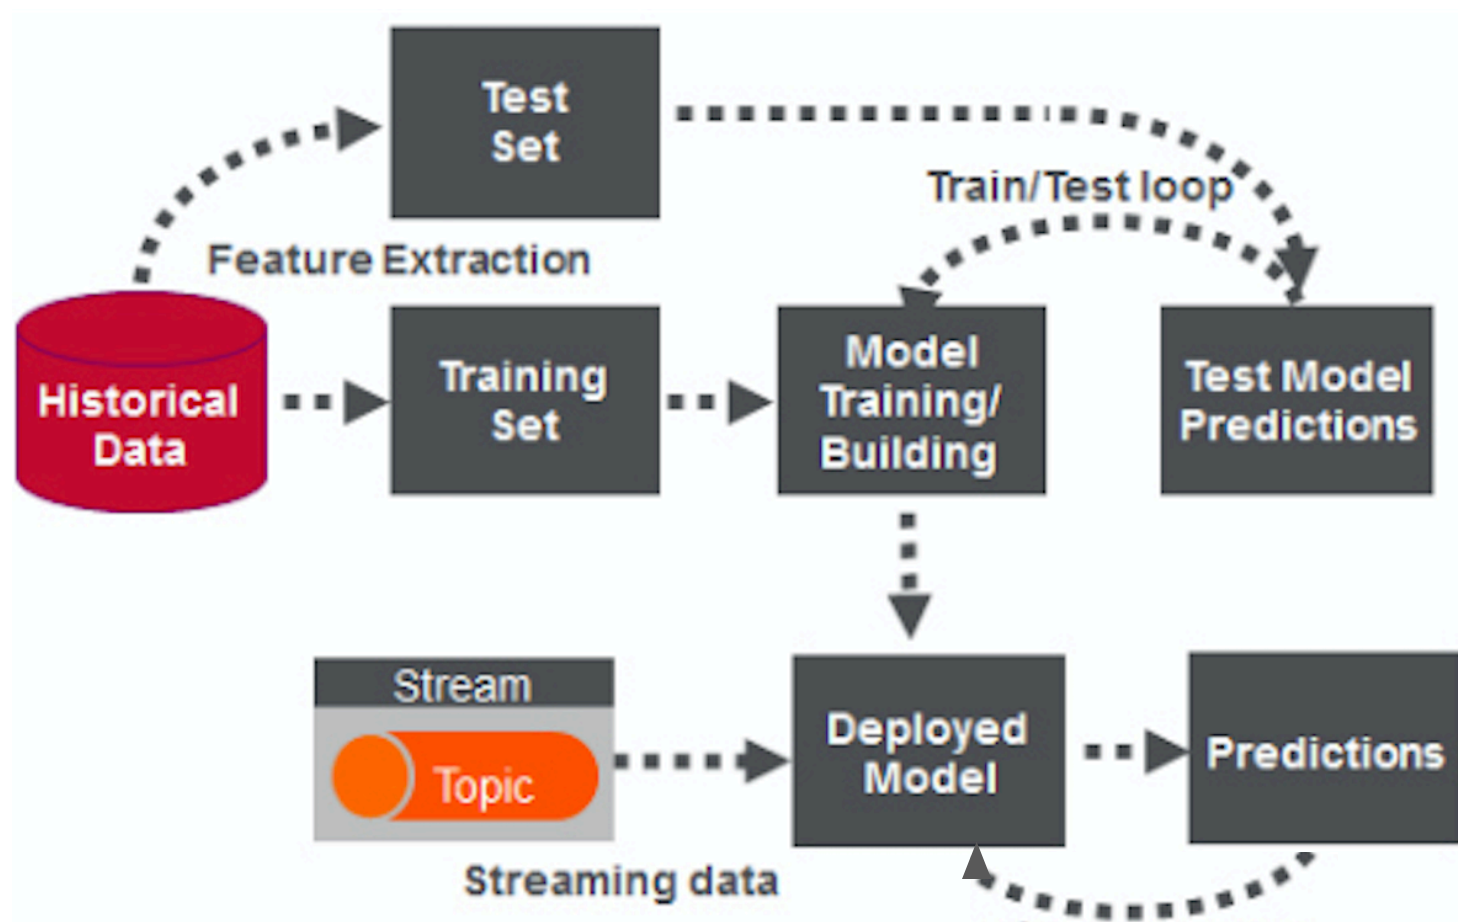 Test
Set
Train/Test loop
Feature Extraction
Historical
Data
Training
Set
Model
Training/
Building
Test Model
Predictions
Stream
Topic
Deployed
Model
Predictions
Streaming data